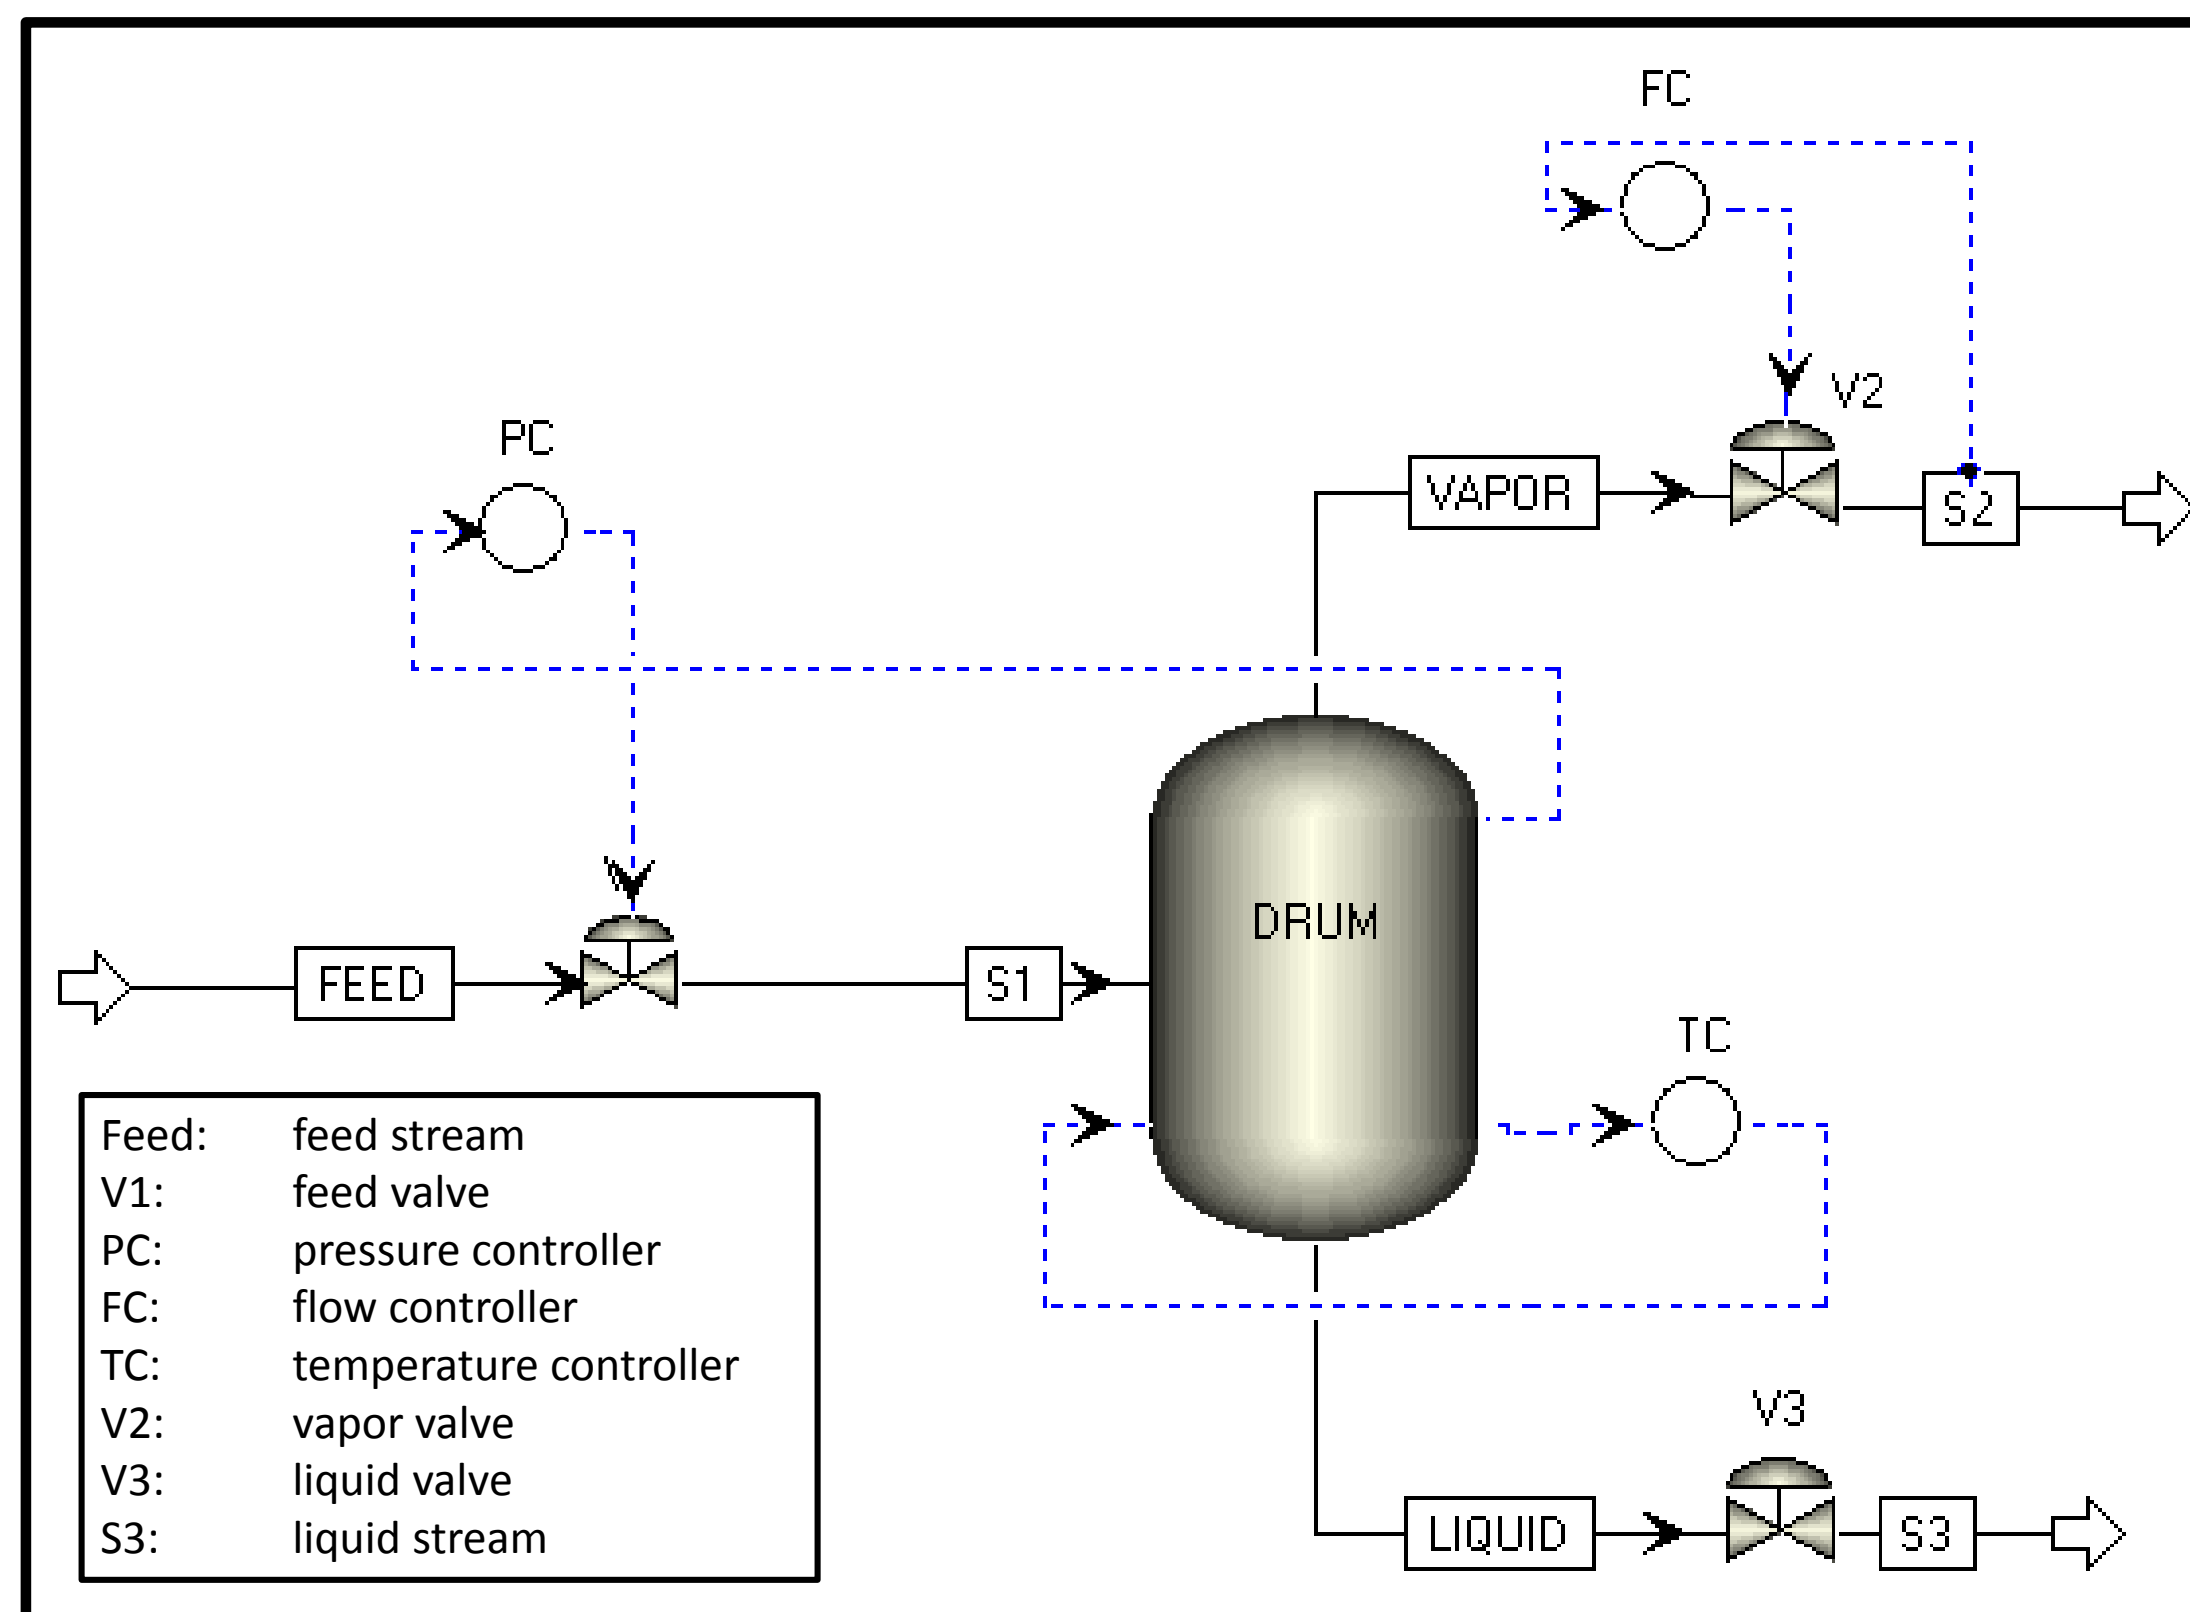 FC
V2
PC
VAPOR
S2
DRUM
FEED
S1
TC
Feed: feed stream
V1: feed valve
PC: pressure controller
FC: flow controller
TC: temperature controller
V2: vapor valve
V3: liquid valve
S3: liquid stream
V3
LIQUID
S3